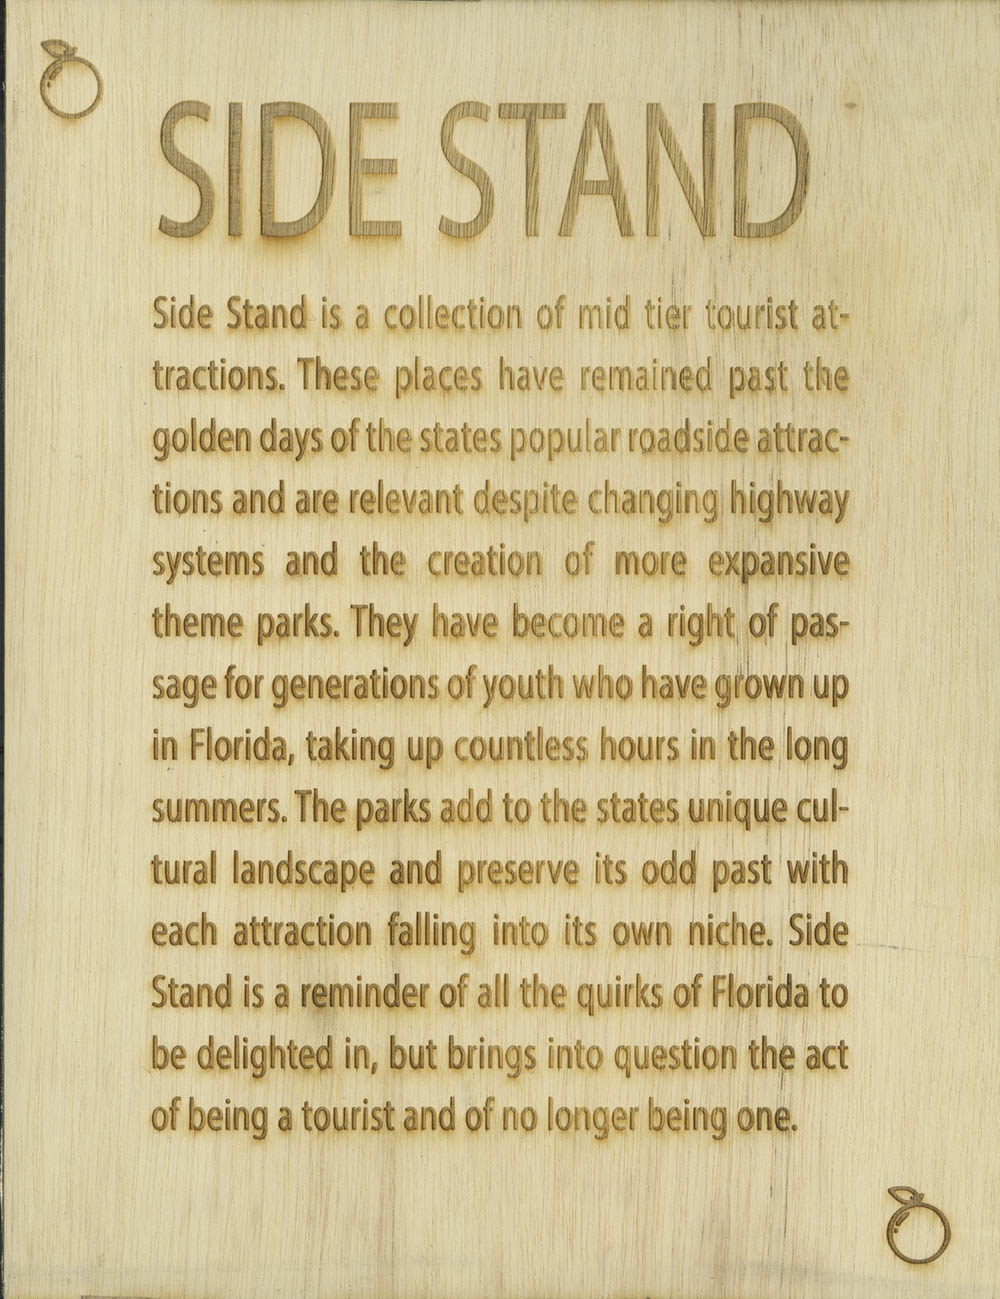 SIDE STAND
Side Stand is a collection of mid tier tourist at-
tractions. These places have remained past the
golden days of the states popular roadside attrac-
tions and are relevant despite changing highway
systems and the creation of more expansive
theme parks. They have become a right of pas-
sage for generations of youth who have grown up
in Florida, taking up countless hours in the long
summers. The parks add to the states unique cul-
tural landscape and preserve its odd past with
each attraction falling into its own niche. Side
Stand is a reminder of all the quirks of Florida to
be delighted in, but brings into question the act
of being a tourist and of no longer being one.